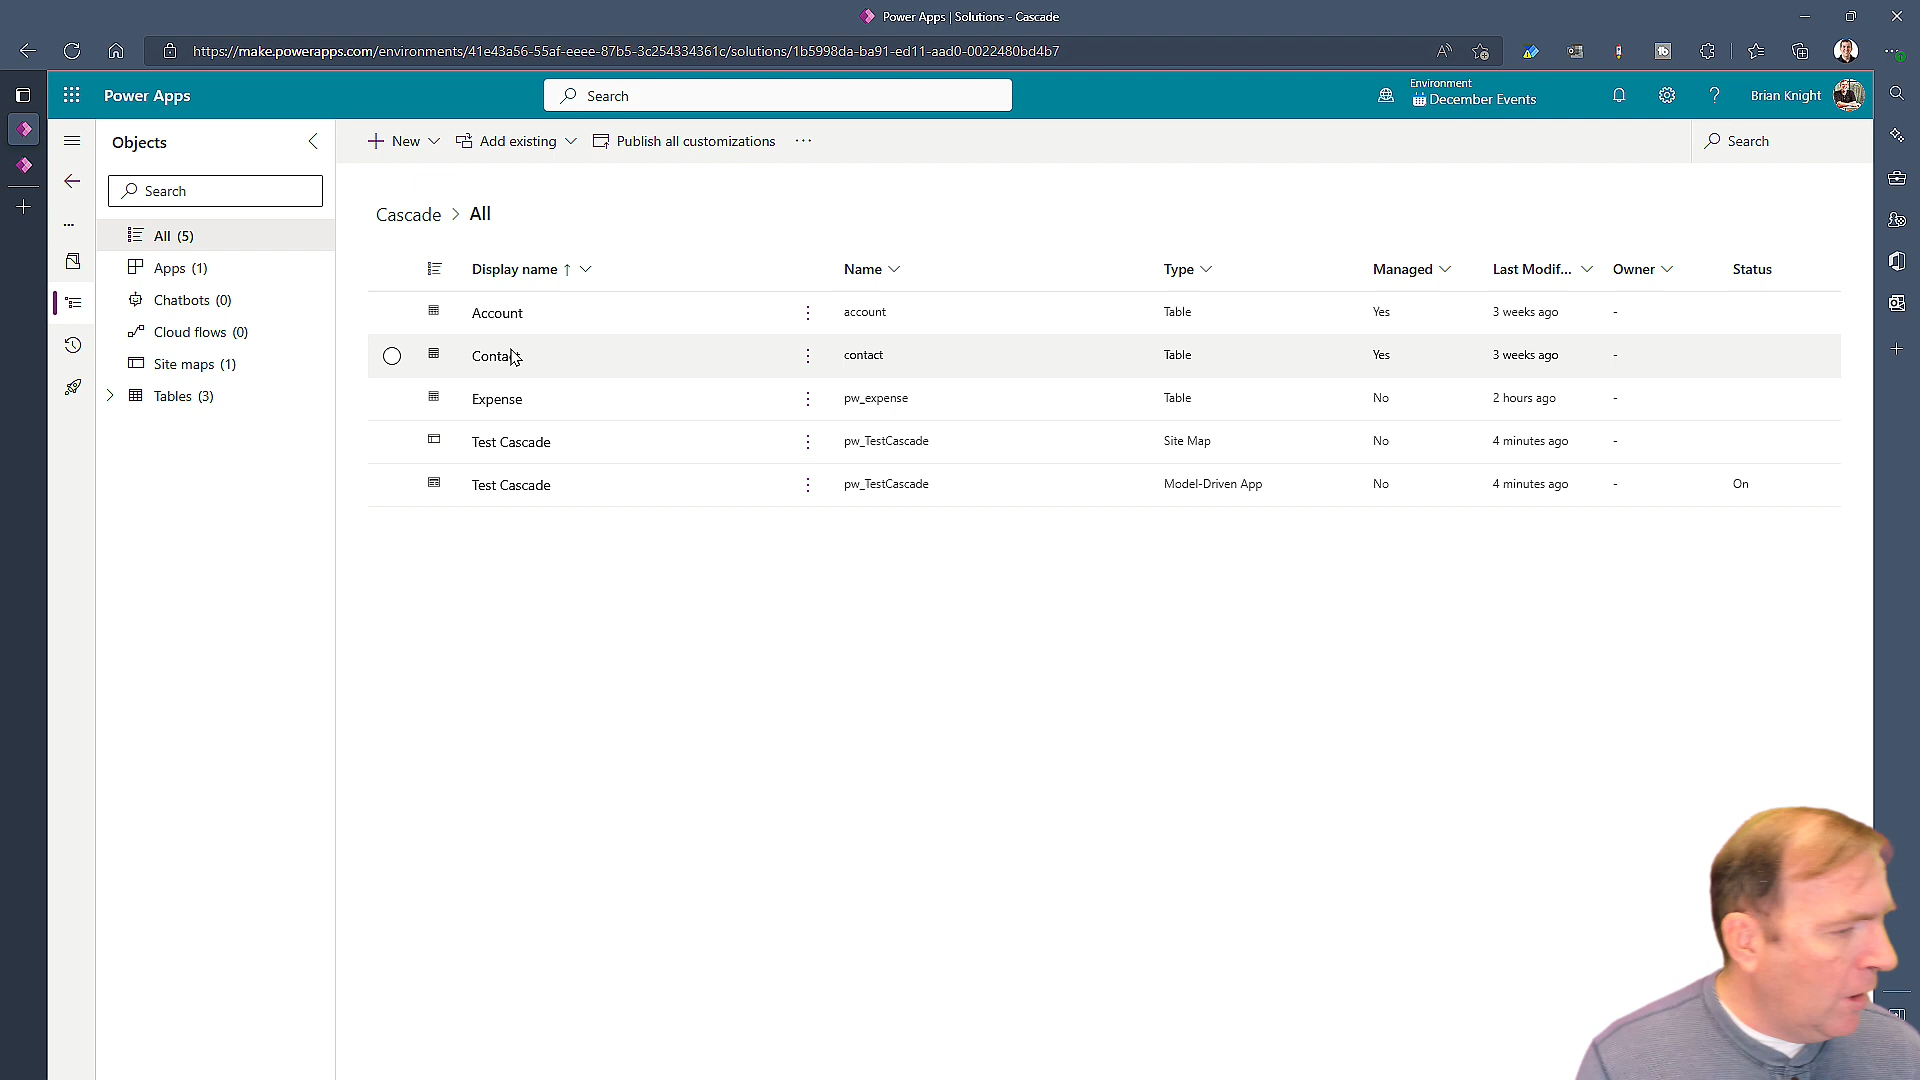 Power Apps | Solutions - Cascade
https://make.powerapps.com/environments/41e43a56-55af-eeee-87b5-3c254334361c/solutions/1b5998da-ba91-ed11-aad0-0022480bd4b7
Power Apps
Search
Environment
December Events
Brian Knight
Objects
New
Add existing
Publish all customizations
Search
Search
Cascade > All
All (5)
Apps (1)
Chatbots (0)
Cloud flows (0)
Site maps (1)
Tables (3)
Display name ↑ Name Type Managed Last Modif... Owner Status
Account account Table Yes 3 weeks ago -
Contact contact Table Yes 3 weeks ago -
Expense pw_expense Table No 2 hours ago -
Test Cascade pw_TestCascade Site Map No 4 minutes ago -
Test Cascade pw_TestCascade Model-Driven App No 4 minutes ago - On